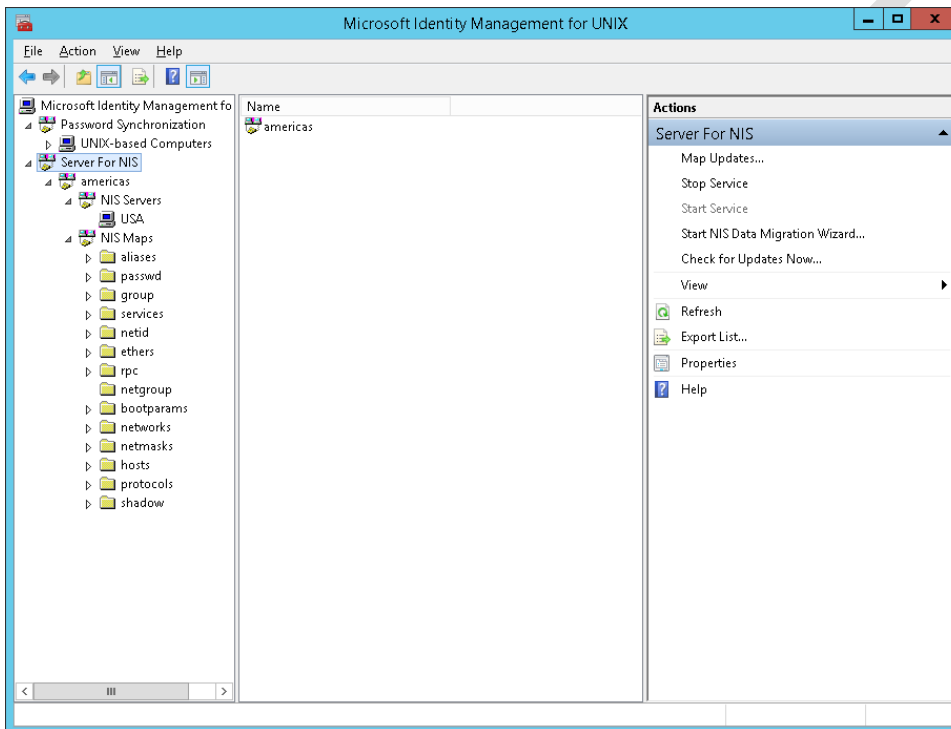 Microsoft Identity Management for UNIX
File Action View Help
Microsoft Identity Management fo
Password Synchronization
UNIX-based Computers
Server For NIS
americas
NIS Servers
USA
NIS Maps
aliases
passwd
group
services
netid
ethers
rpc
netgroup
bootparams
networks
netmasks
hosts
protocols
shadow
Name
americas
Actions
Server For NIS
Map Updates...
Stop Service
Start Service
Start NIS Data Migration Wizard...
Check for Updates Now...
View
Refresh
Export List...
Properties
Help